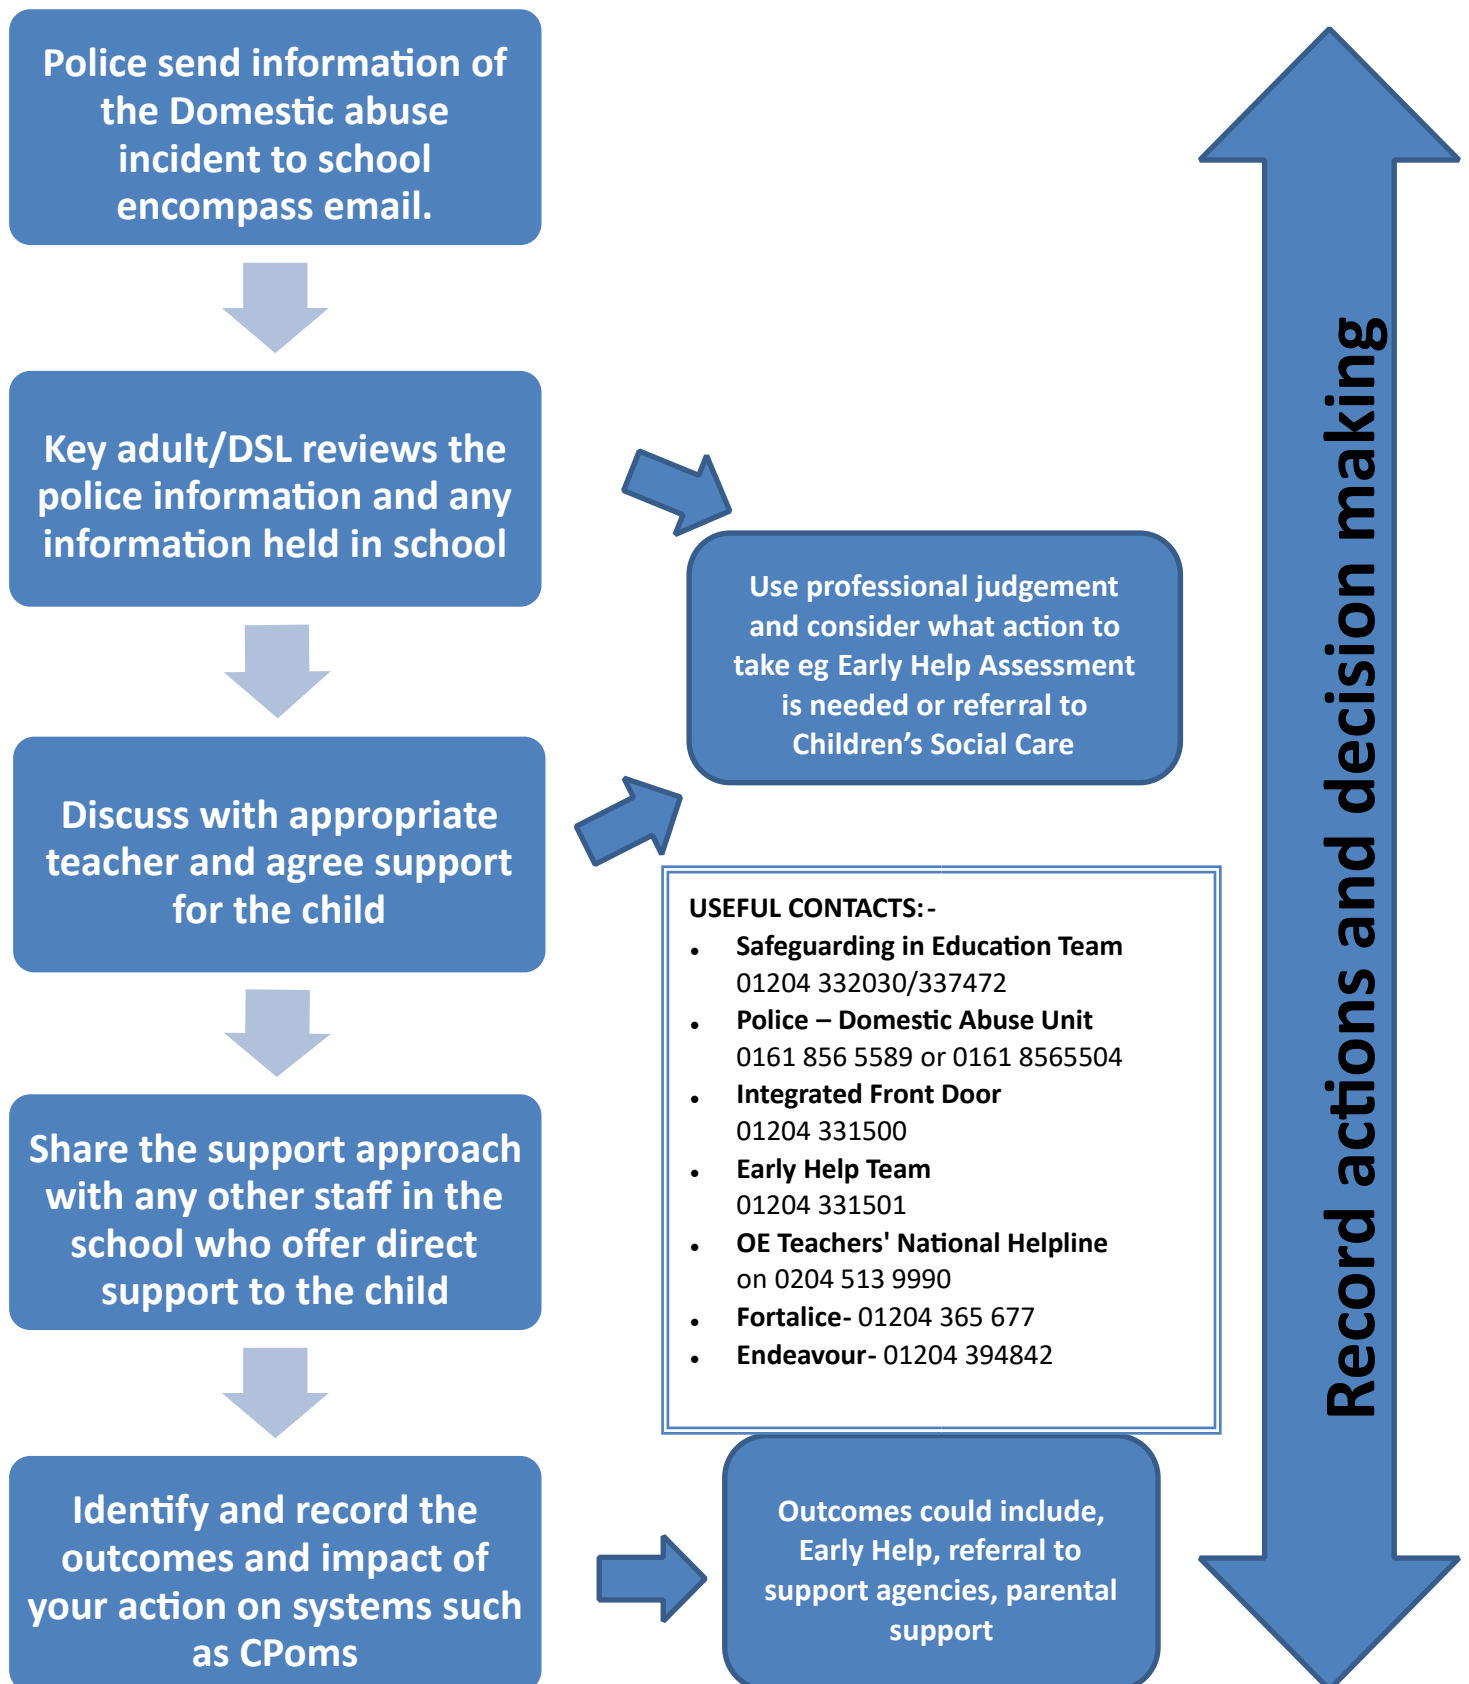 Police send information of
the Domestic abuse
incident to school
encompass email.
Key adult/DSL reviews the
police information and any
information held in school
Use professional judgement
and consider what action to
take eg Early Help Assessment
is needed or referral to
Children’s Social Care
Discuss with appropriate
teacher and agree support
for the child
USEFUL CONTACTS:-
• Safeguarding in Education Team
01204 332030/337472
• Police – Domestic Abuse Unit
0161 856 5589 or 0161 8565504
• Integrated Front Door
01204 331500
• Early Help Team
01204 331501
• OE Teachers' National Helpline
on 0204 513 9990
• Fortalice- 01204 365 677
• Endeavour- 01204 394842
Share the support approach
with any other staff in the
school who offer direct
support to the child
Identify and record the
outcomes and impact of
your action on systems such
as CPoms
Outcomes could include,
Early Help, referral to
support agencies, parental
support
Record actions and decision making